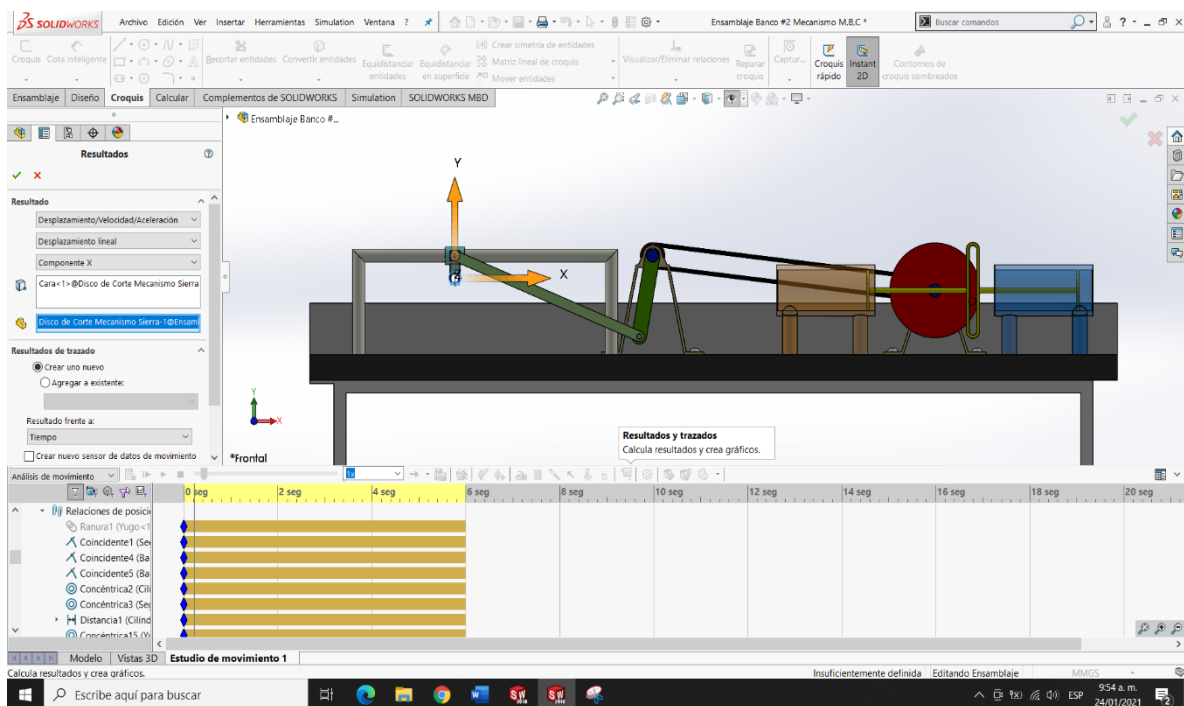 SOLIDWORKS Archivo Edición Ver Insertar Herramientas Simulation Ventana ? Ensamblaje Banco #2 Mecanismo M,B,C * Buscar comandos ?
Croquis Cota inteligente Recortar entidades Convertir entidades Equidistanciar entidades Equidistanciar en superficie Crear simetría de entidades Matriz lineal de croquis Mover entidades Visualizar/Eliminar relaciones Reparar croquis Captur... Croquis rápido Instant 2D Contornos de croquis sombreados
Ensamblaje Diseño Croquis Calcular Complementos de SOLIDWORKS Simulation SOLIDWORKS MBD
Ensamblaje Banco #...
Resultados
Resultado
Desplazamiento/Velocidad/Aceleración
Desplazamiento lineal
Componente X
Cara<1>@Disco de Corte Mecanismo Sierra
Disco de Corte Mecanismo Sierra-1@Ensam
Resultados de trazado
Crear uno nuevo
Agregar a existente:
Resultado frente a:
Tiempo
Crear nuevo sensor de datos de movimiento
Y
X
Y
X
*Frontal
Resultados y trazados
Calcula resultados y crea gráficos.
Análisis de movimiento 1x
0 seg 2 seg 4 seg 6 seg 8 seg 10 seg 12 seg 14 seg 16 seg 18 seg 20 seg
Relaciones de posici
Ranura1 (Yugo<1
Coincidente1 (Se
Coincidente4 (Ba
Coincidente5 (Ba
Concéntrica2 (Cili
Concéntrica3 (Seg
Distancia1 (Cilind
Concéntrica15 (Yu
Modelo Vistas 3D Estudio de movimiento 1
Calcula resultados y crea gráficos. Insuficientemente definida Editando Ensamblaje MMGS
Escribe aquí para buscar ESP 9:54 a. m.
24/01/2021